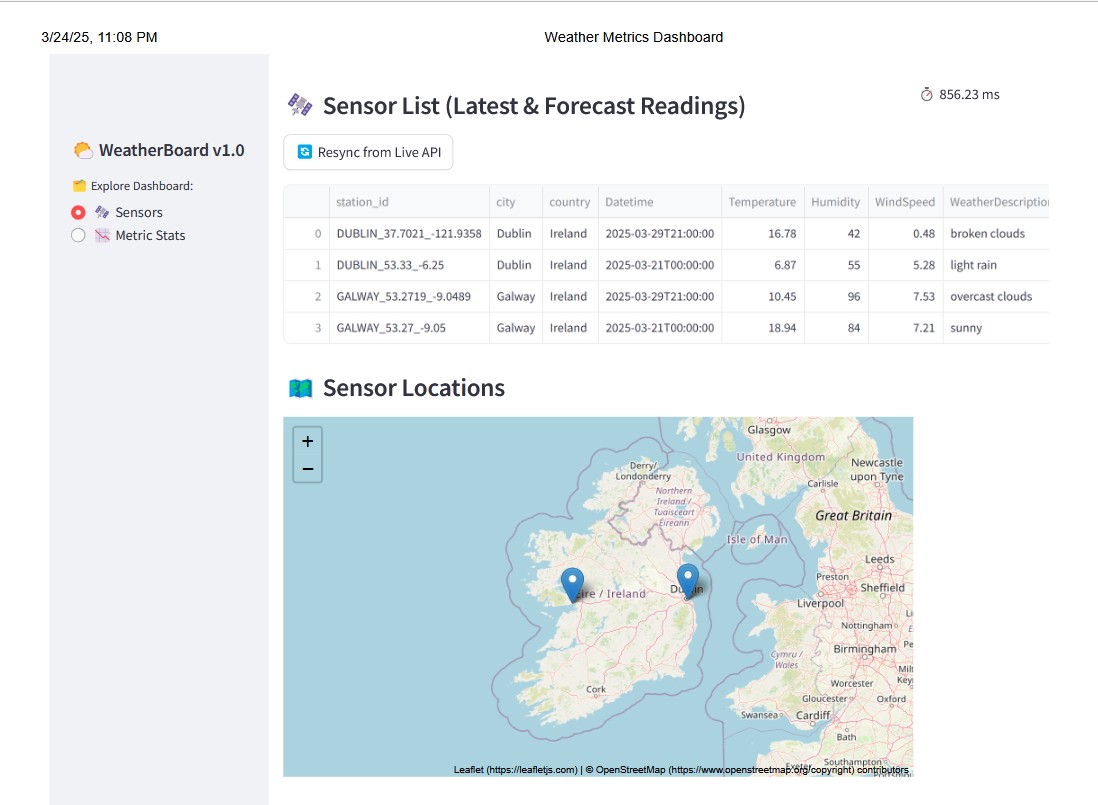 3/24/25, 11:08 PM Weather Metrics Dashboard
WeatherBoard v1.0
Explore Dashboard:
Sensors
Metric Stats
856.23 ms
Sensor List (Latest & Forecast Readings)
Resync from Live API
station_id city country Datetime Temperature Humidity WindSpeed WeatherDescription
0 DUBLIN_37.7021_-121.9358 Dublin Ireland 2025-03-29T21:00:00 16.78 42 0.48 broken clouds
1 DUBLIN_53.33_-6.25 Dublin Ireland 2025-03-21T00:00:00 6.87 55 5.28 light rain
2 GALWAY_53.2719_-9.0489 Galway Ireland 2025-03-29T21:00:00 10.45 96 7.53 overcast clouds
3 GALWAY_53.27_-9.05 Galway Ireland 2025-03-21T00:00:00 18.94 84 7.21 sunny
Sensor Locations
+
−
Glasgow
United Kingdom
Newcastle
upon Tyne
Derry/
Londonderry
Carlisle
Northern
Ireland /
Tuaisceart
Éireann
Great Britain
Isle of Man
Leeds
Preston
Sheffield
Éire / Ireland
Dublin
Liverpool
Nottingham
Birmingham
Cymru /
Wales
Worcester
Cork
Gloucester
Oxford
Swansea
Cardiff
Bath
Southampton
Exeter
Leaflet (https://leafletjs.com) | © OpenStreetMap (https://www.openstreetmap.org/copyright) contributors